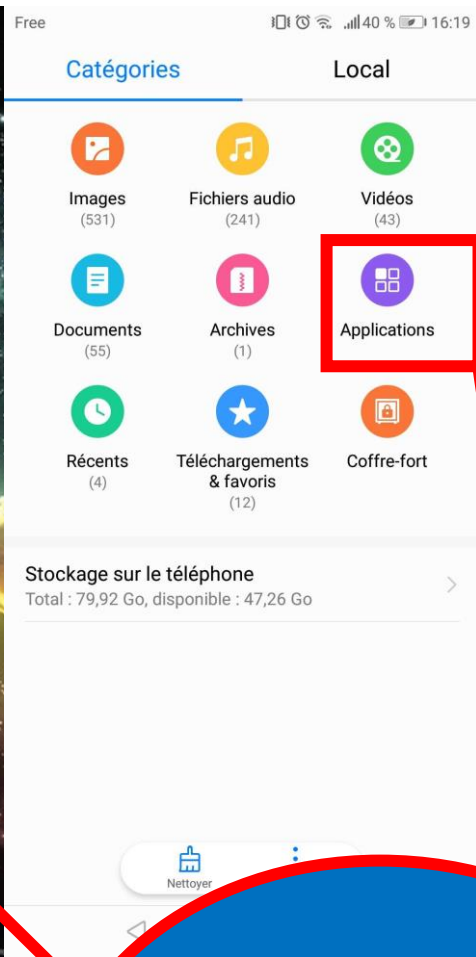 Free 40 % 16:19
Catégories Local
Images Fichiers audio Vidéos
(531) (241) (43)
Documents Archives Applications
(55) (1)
Récents Téléchargements Coffre-fort
(4) & favoris
(12)
Stockage sur le téléphone
Total : 79,92 Go, disponible : 47,26 Go
Nettoyer